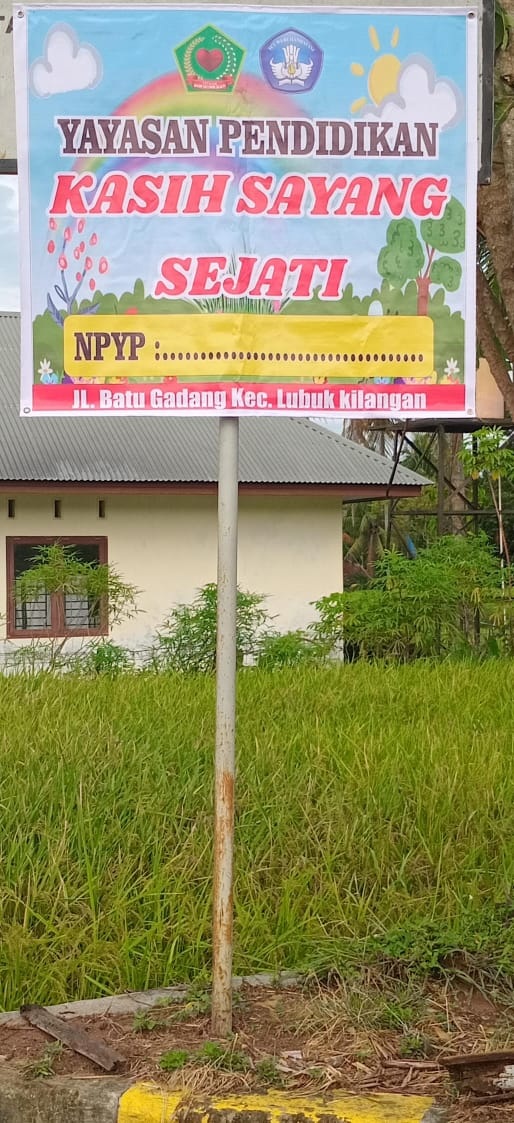 YAYASAN PENDIDIKAN
KASIH SAYANG
SEJATI
NPYP :..........................................
JL. Batu Gadang Kec. Lubuk kilangan